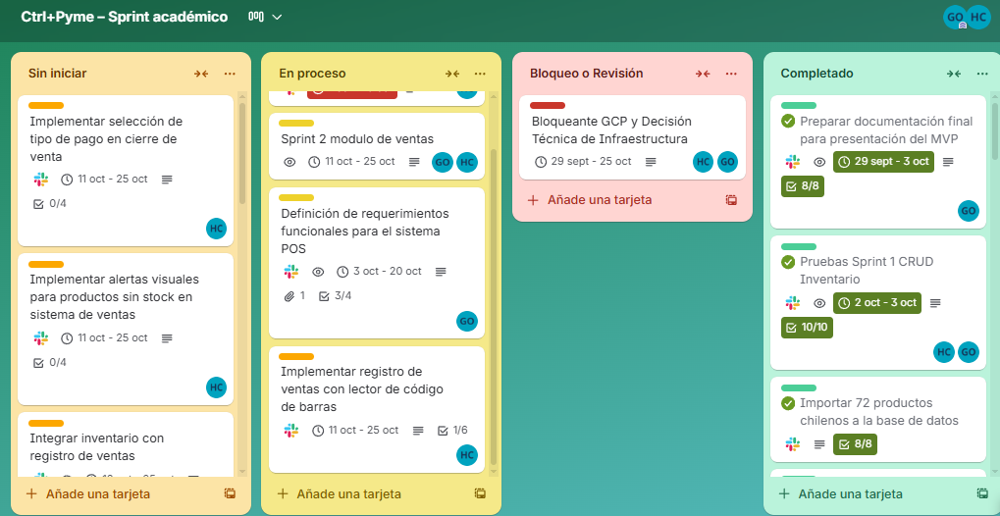 Ctrl+Pyme – Sprint académico
GO HC
Sin iniciar
Implementar selección de
tipo de pago en cierre de
venta
11 oct - 25 oct
0/4
HC
Implementar alertas visuales
para productos sin stock en
sistema de ventas
11 oct - 25 oct
0/4
HC
Integrar inventario con
registro de ventas
Añade una tarjeta
En proceso
Sprint 2 modulo de ventas
11 oct - 25 oct
GO HC
Definición de requerimientos
funcionales para el sistema
POS
3 oct - 20 oct
1 3/4
GO
Implementar registro de
ventas con lector de código
de barras
11 oct - 25 oct 1/6
HC
Añade una tarjeta
Bloqueo o Revisión
Bloqueante GCP y Decisión
Técnica de Infraestructura
29 sept - 25 oct
HC GO
Añade una tarjeta
Completado
Preparar documentación final
para presentación del MVP
29 sept - 3 oct
8/8
GO
Pruebas Sprint 1 CRUD
Inventario
2 oct - 3 oct
10/10
HC GO
Importar 72 productos
chilenos a la base de datos
8/8
Añade una tarjeta